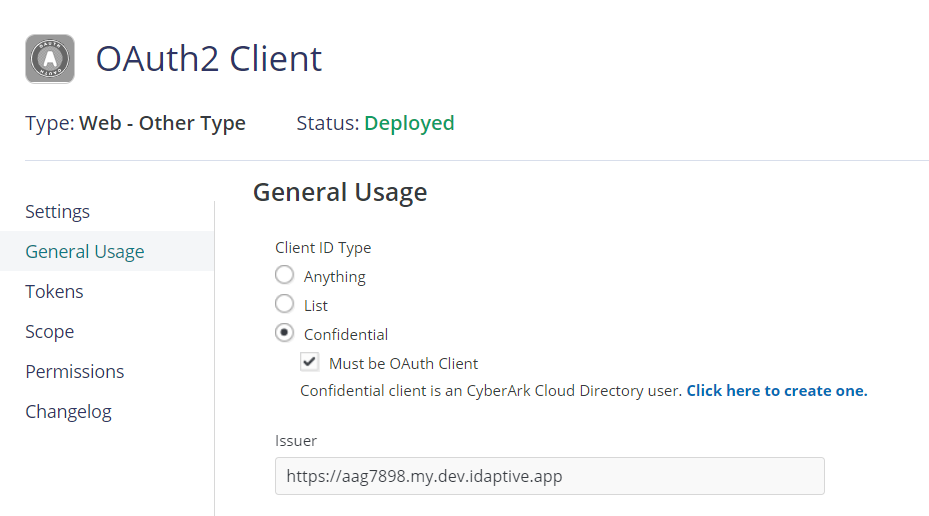 OAuth2 Client
Type: Web - Other Type Status: Deployed
Settings
General Usage
Tokens
Scope
Permissions
Changelog
General Usage
Client ID Type
Anything
List
Confidential
Must be OAuth Client
Confidential client is an CyberArk Cloud Directory user. Click here to create one.
Issuer
https://aag7898.my.dev.idaptive.app